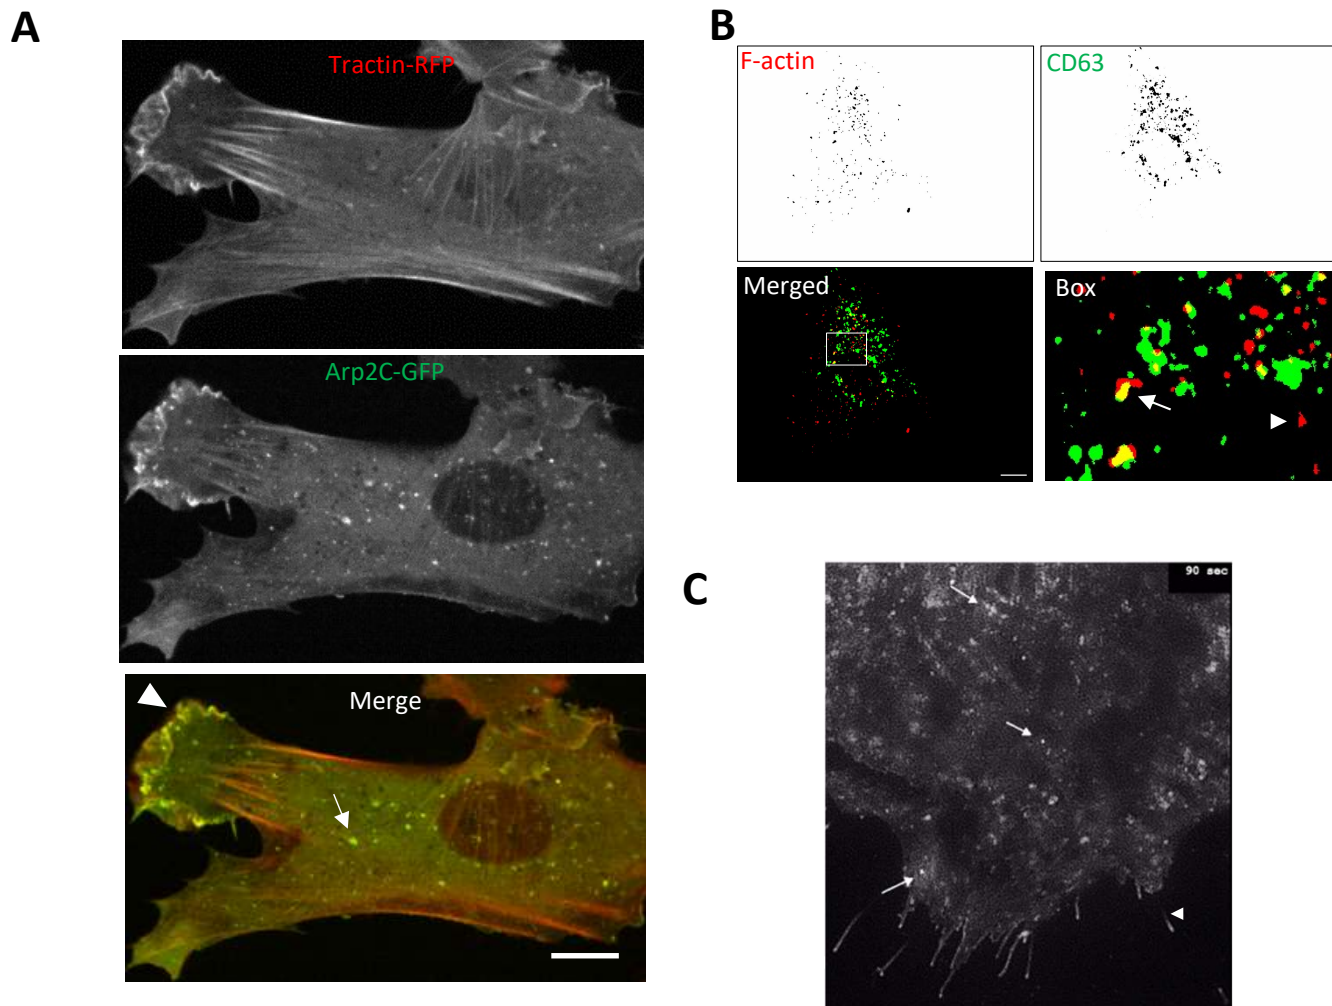 A
Tractin-RFP
Arp2C-GFP
Merge
B
F-actin
CD63
Merged
Box
C
90 sec